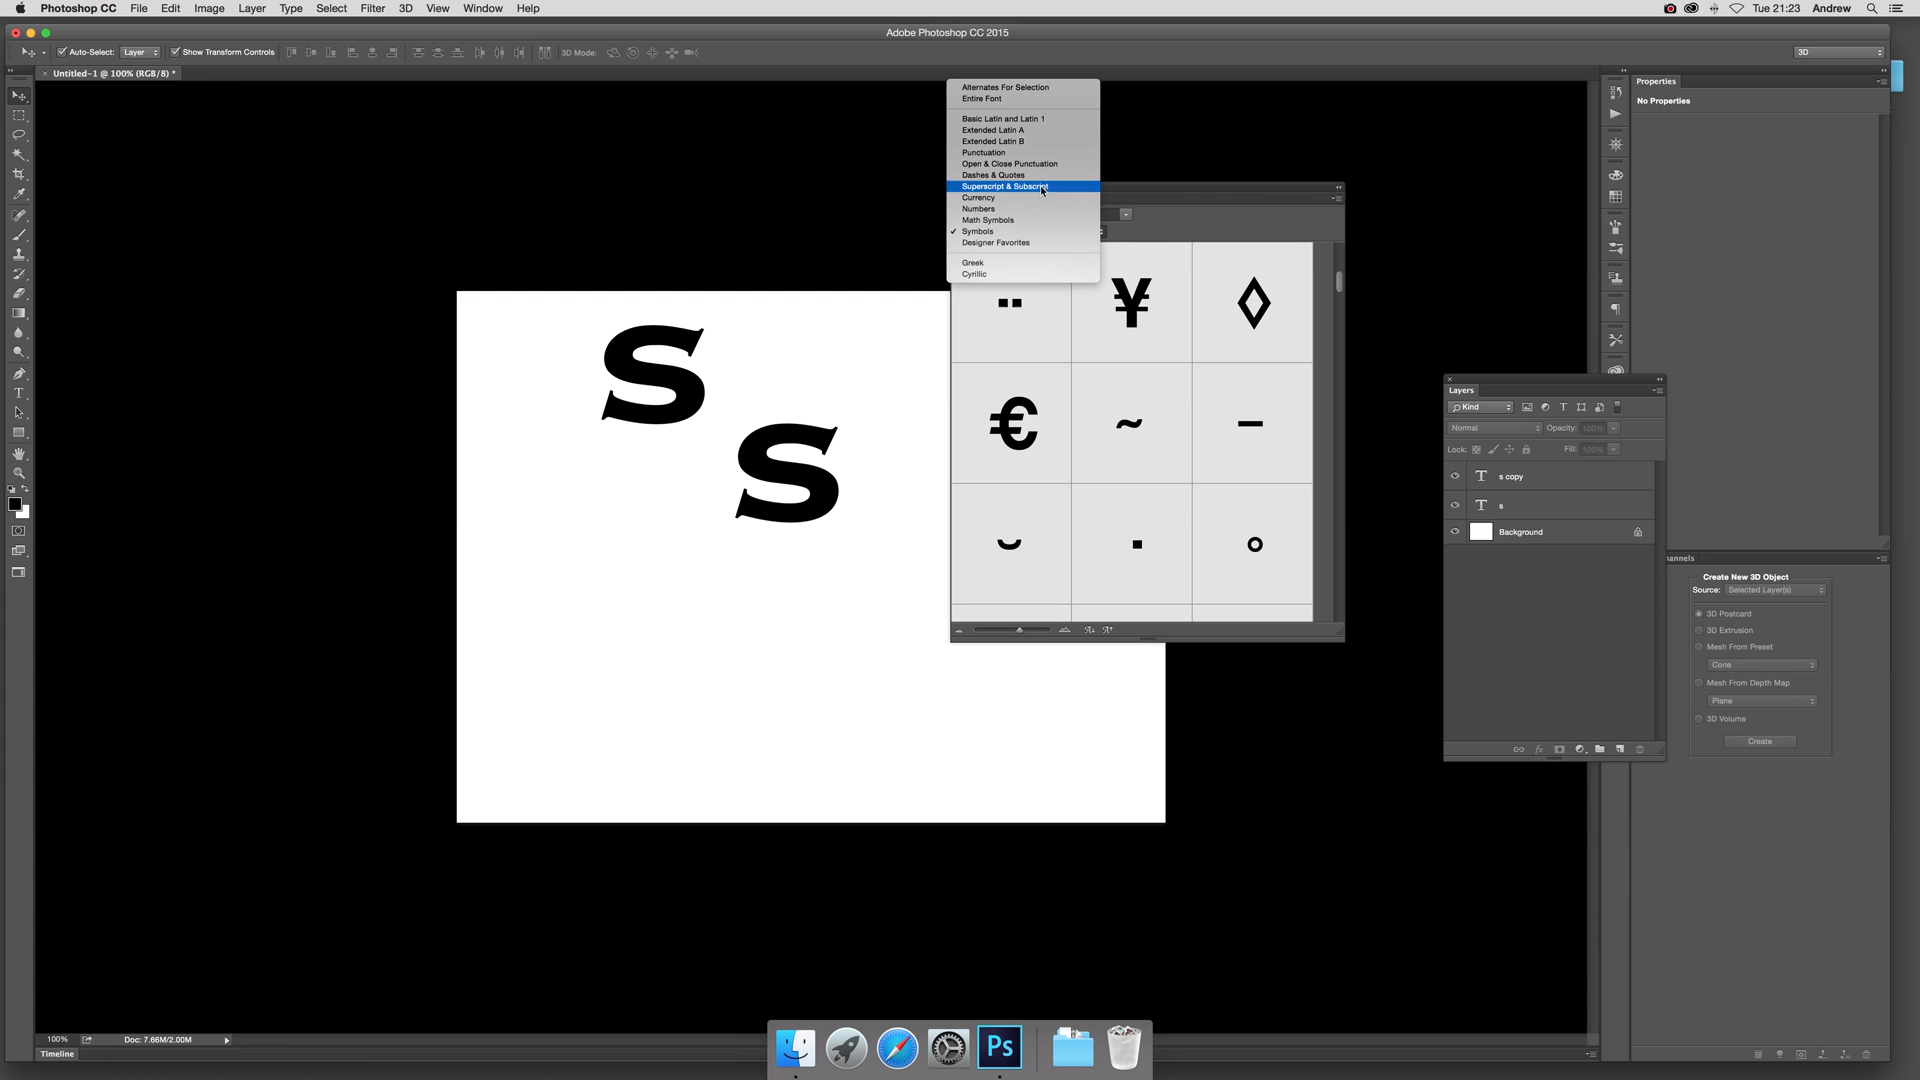 Photoshop CC File Edit Image Layer Type Select Filter 3D View Window Help Tue 21:23 Andrew
Adobe Photoshop CC 2015
Auto-Select: Layer Show Transform Controls 3D Mode: 3D
Untitled-1 @ 100% (RGB/8) *
Properties
No Properties
Alternates For Selection
Entire Font
Basic Latin and Latin 1
Extended Latin A
Extended Latin B
Punctuation
Open & Close Punctuation
Dashes & Quotes
Superscript & Subscript
Currency
Numbers
Math Symbols
✓ Symbols
Designer Favorites
Greek
Cyrillic
¨ ¥ ◊
€ ~ –
˘ · °
s
s
T
Layers
Kind T
Normal Opacity: 100%
Lock: Fill: 100%
T s copy
T s
Background
annels
Create New 3D Object
Source: Selected Layer(s)
3D Postcard
3D Extrusion
Mesh From Preset
Cone
Mesh From Depth Map
Plane
3D Volume
Create
100% Doc: 7.66M/2.00M
Timeline
Ps